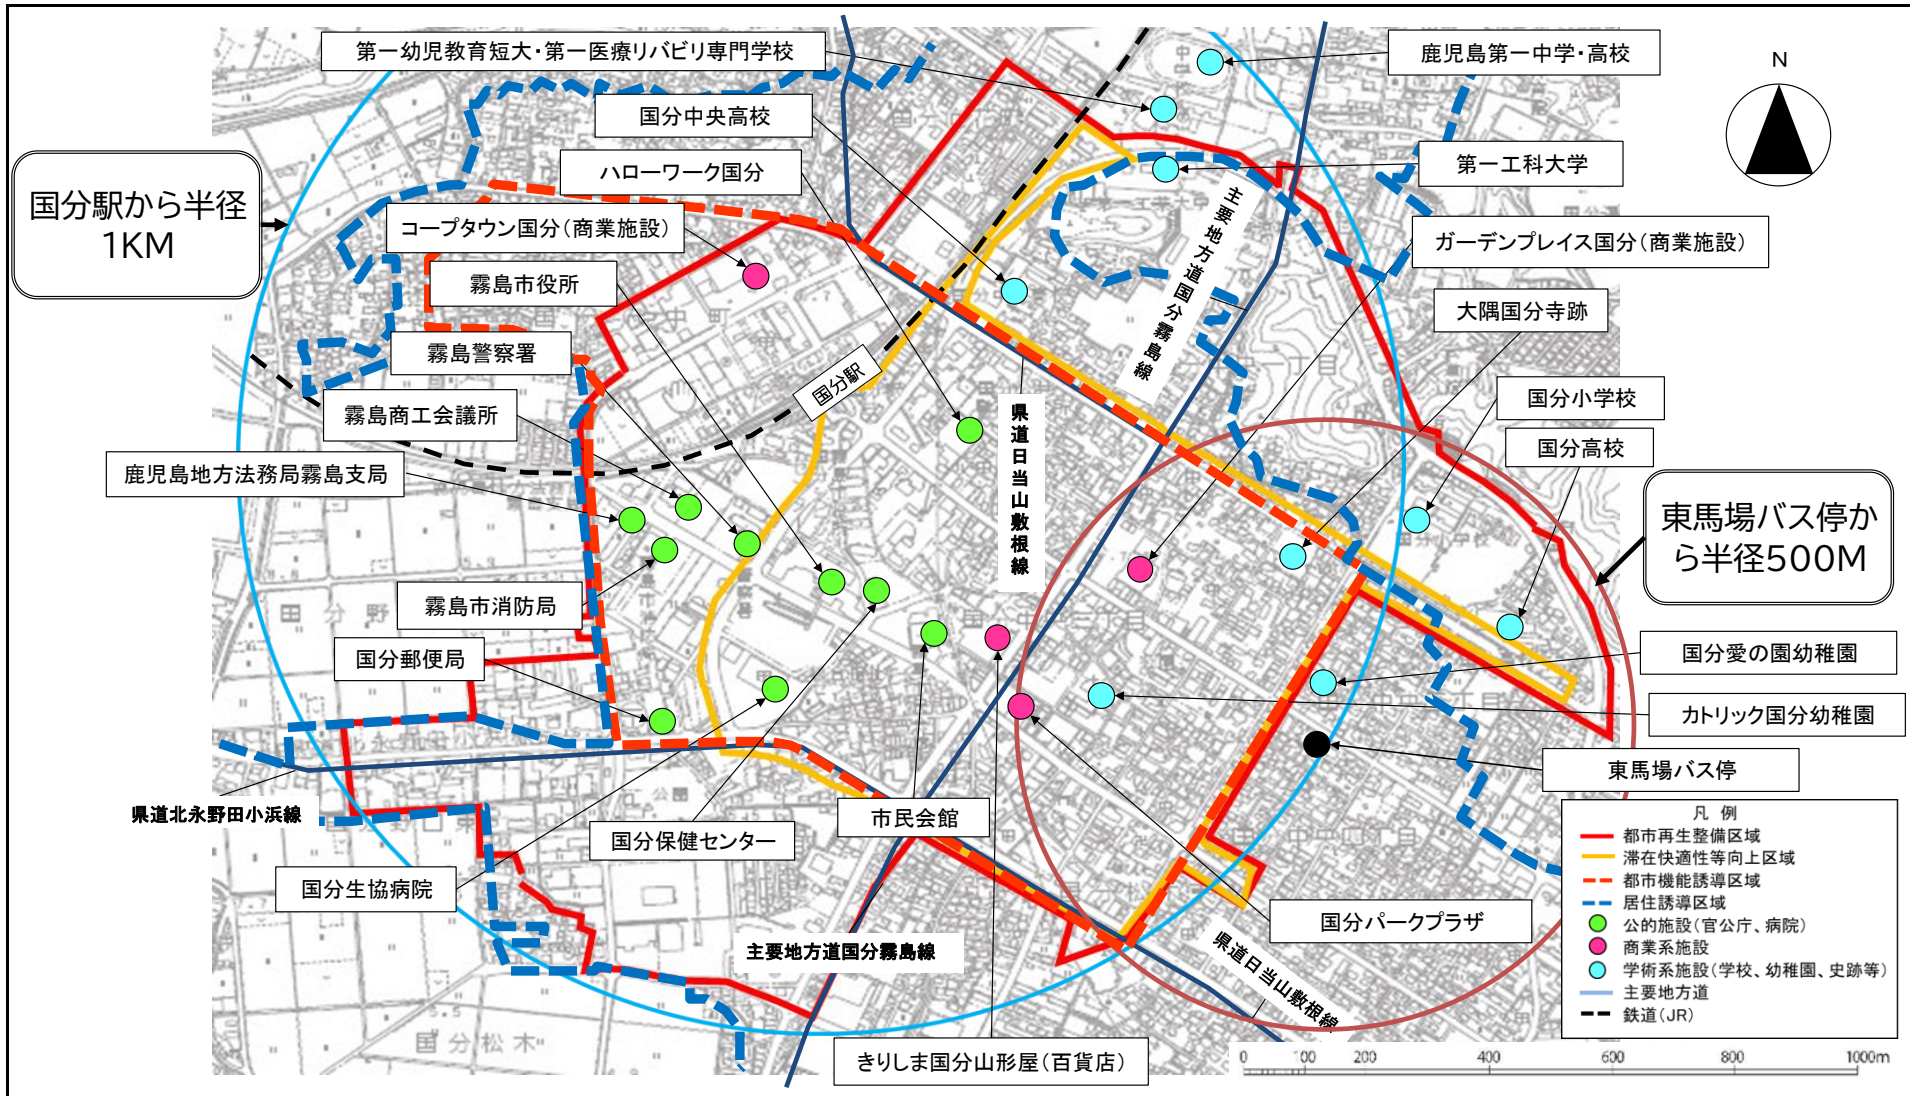 第一幼児教育短大・第一医療リハビリ専門学校
鹿児島第一中学・高校
N
国分中央高校
第一工科大学
ハローワーク国分
国分駅から半径
1KM
主要地方道国分霧島線
コープタウン国分(商業施設)
ガーデンプレイス国分(商業施設)
霧島市役所
大隅国分寺跡
霧島警察署
国分駅
国分小学校
霧島商工会議所
県道日当山敷根線
国分高校
鹿児島地方法務局霧島支局
東馬場バス停か
ら半径500M
霧島市消防局
国分郵便局
国分愛の園幼稚園
カトリック国分幼稚園
東馬場バス停
県道北永野田小浜線
市民会館
国分保健センター
国分生協病院
国分パークプラザ
主要地方道国分霧島線
県道日当山敷根線
きりしま国分山形屋(百貨店)
国分松木
凡 例
都市再生整備区域
滞在快適性等向上区域
都市機能誘導区域
居住誘導区域
公的施設(官公庁、病院)
商業系施設
学術系施設(学校、幼稚園、史跡等)
主要地方道
鉄道(JR)
0 100 200 400 600 800 1000m